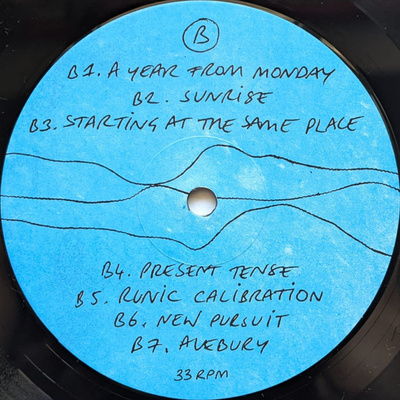 B
B1. A YEAR FROM MONDAY
B2. SUNRISE
B3. STARTING AT THE SAME PLACE
B4. PRESENT TENSE
B5. RUNIC CALIBRATION
B6. NEW PURSUIT
B7. AVEBURY
33 RPM